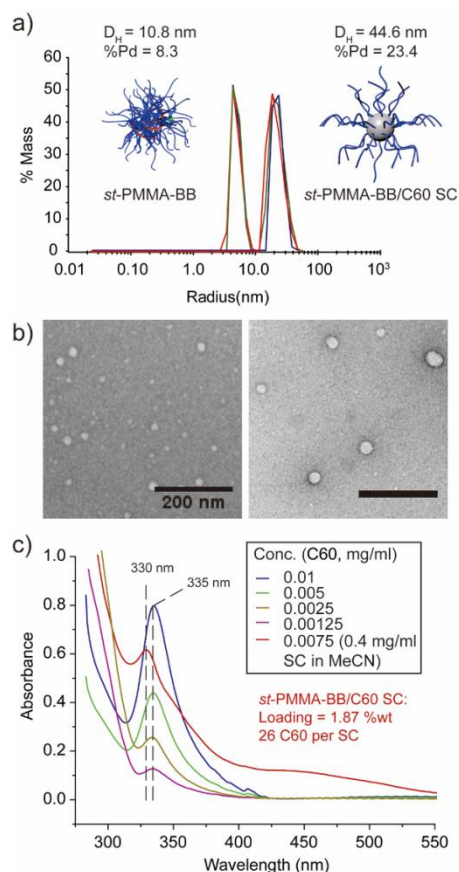 a)
D_H = 10.8 nm
%Pd = 8.3
D_H = 44.6 nm
%Pd = 23.4
60
50
40
30
20
10
0
% Mass
st-PMMA-BB
st-PMMA-BB/C60 SC
0.01 0.10 10.0 100 10³
Radius(nm)
b)
200 nm
c)
1.0
0.8
0.6
0.4
0.2
0.0
Absorbance
330 nm
335 nm
Conc. (C60, mg/ml)
0.01
0.005
0.0025
0.00125
0.0075 (0.4 mg/ml
SC in MeCN)
st-PMMA-BB/C60 SC:
Loading = 1.87 %wt
26 C60 per SC
300 350 400 450 500 550
Wavelength (nm)